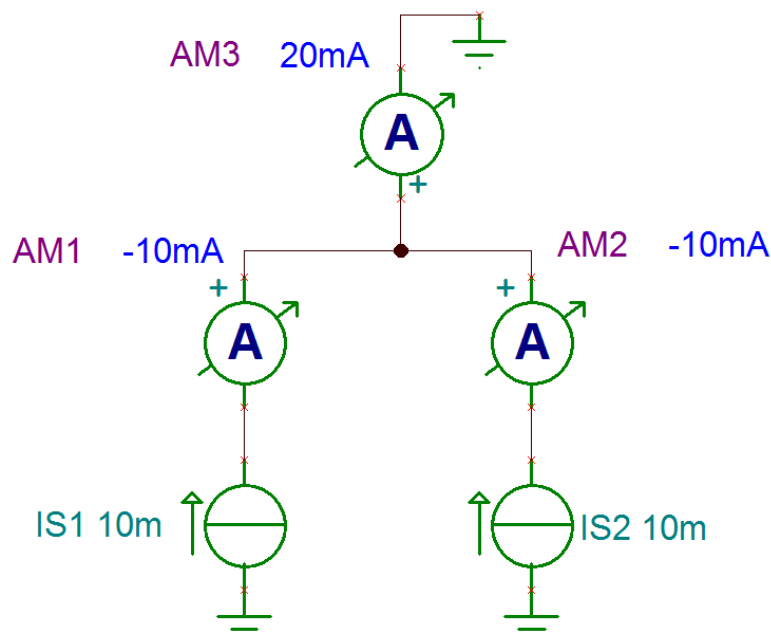 AM3 20mA
A
+
AM1 -10mA
AM2 -10mA
+ +
A A
IS1 10m
IS2 10m